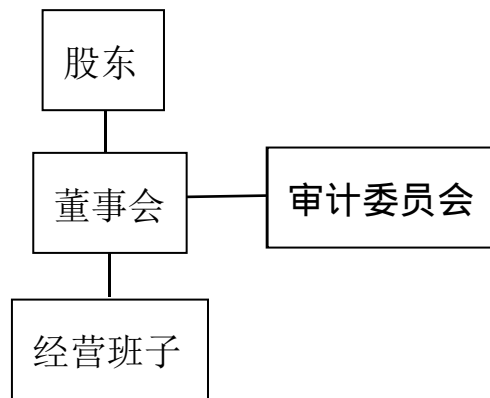 股东
董事会
审计委员会
经营班子